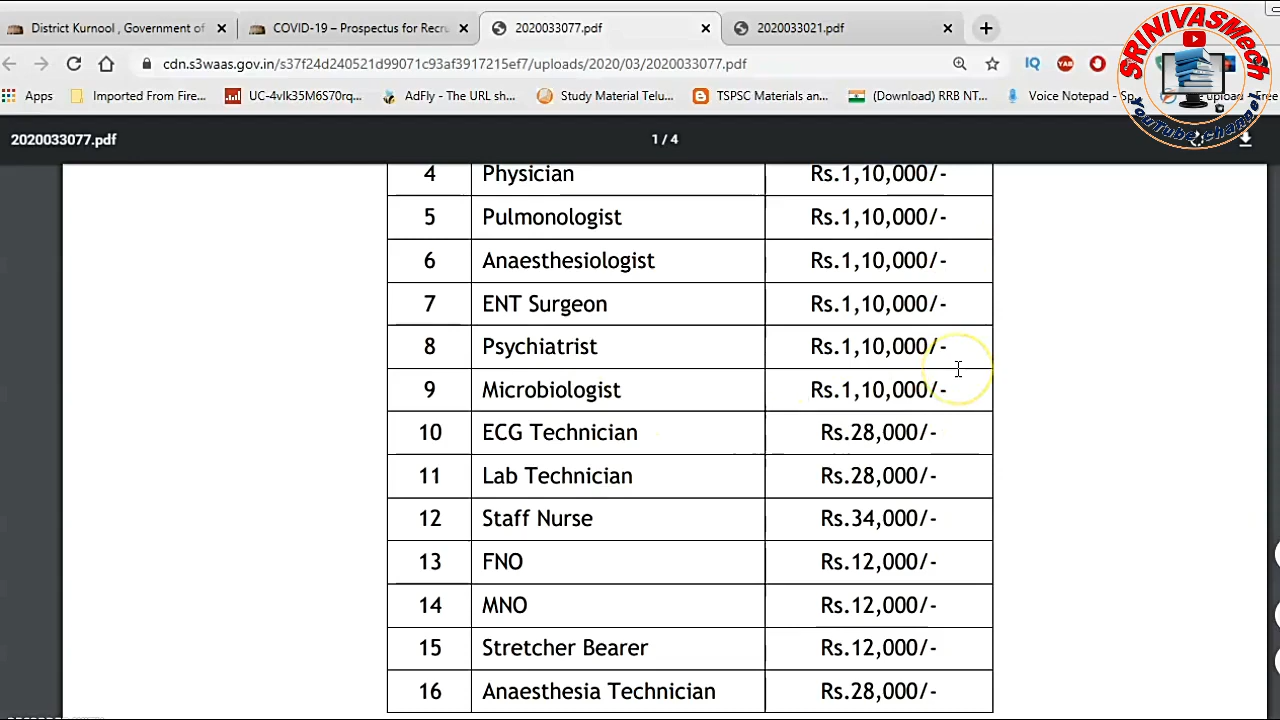 District Kurnool , Government of
COVID-19 – Prospectus for Recru
2020033077.pdf
2020033021.pdf
cdn.s3waas.gov.in/s37f24d240521d99071c93af3917215ef7/uploads/2020/03/2020033077.pdf
IQ
YAB
Apps
Imported From Fire...
UC-4vlk35M6S70rq...
AdFly - The URL...
Study Material Telu...
TSPSC Materials an...
(Download) RRB NT...
Voice Notepad - Sp
Free
SRINIVASMech
YouTube channel
2020033077.pdf 1 / 4
4 Physician Rs.1,10,000/-
5 Pulmonologist Rs.1,10,000/-
6 Anaesthesiologist Rs.1,10,000/-
7 ENT Surgeon Rs.1,10,000/-
8 Psychiatrist Rs.1,10,000/-
9 Microbiologist Rs.1,10,000/-
10 ECG Technician Rs.28,000/-
11 Lab Technician Rs.28,000/-
12 Staff Nurse Rs.34,000/-
13 FNO Rs.12,000/-
14 MNO Rs.12,000/-
15 Stretcher Bearer Rs.12,000/-
16 Anaesthesia Technician Rs.28,000/-